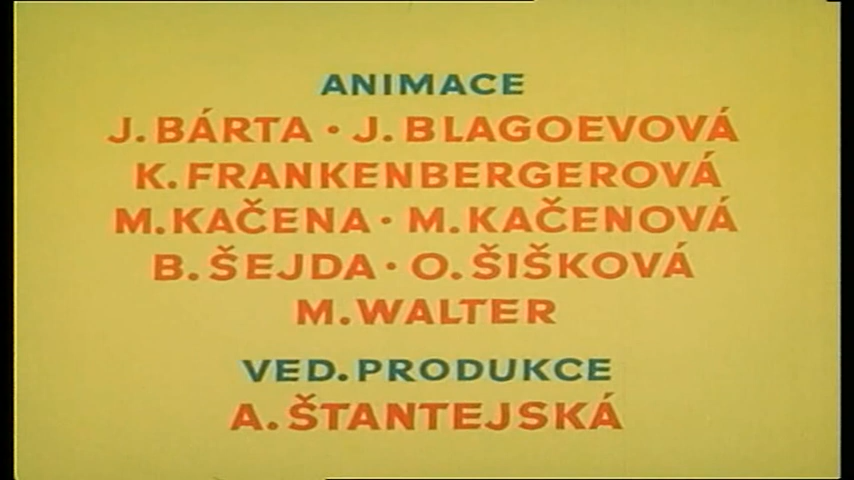 ANIMACE
J. BÁRTA · J. BLAGOEVOVÁ
K. FRANKENBERGEROVÁ
M. KAČENA · M. KAČENOVÁ
B. ŠEJDA · O. ŠIŠKOVÁ
M. WALTER
VED. PRODUKCE
A. ŠTANTEJSKÁ